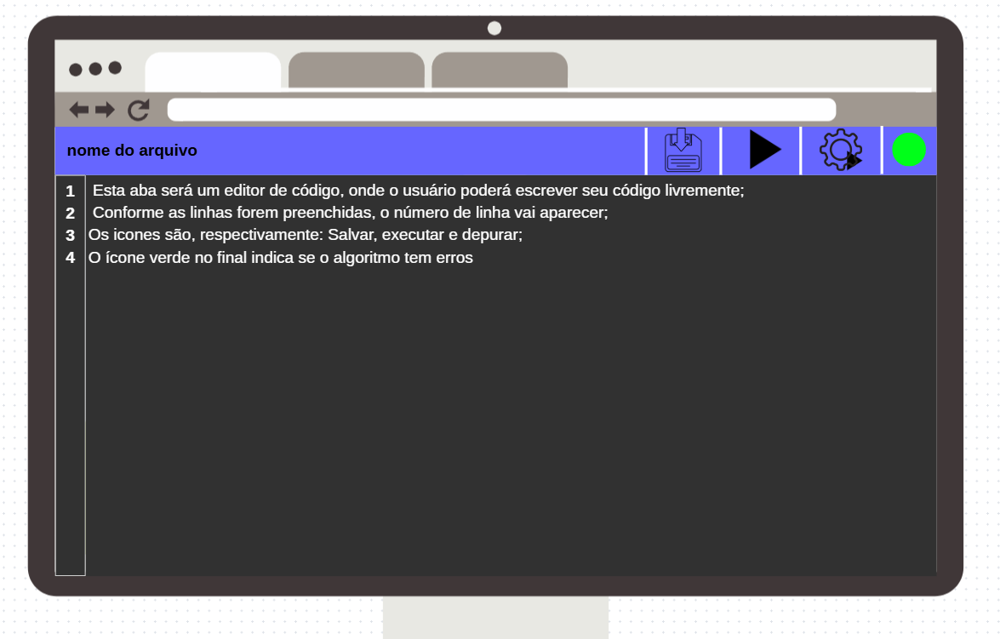 nome do arquivo
1 Esta aba será um editor de código, onde o usuário poderá escrever seu código livremente;
2 Conforme as linhas forem preenchidas, o número de linha vai aparecer;
3 Os icones são, respectivamente: Salvar, executar e depurar;
4 O ícone verde no final indica se o algoritmo tem erros